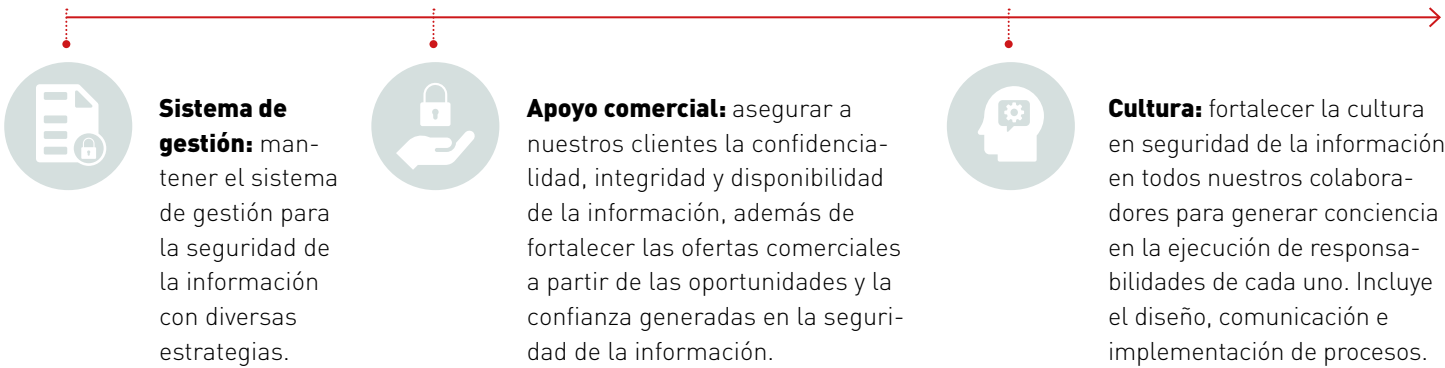 Sistema de
gestión: man-
tener el sistema
de gestión para
la seguridad de
la información
con diversas
estrategias.
Apoyo comercial: asegurar a
nuestros clientes la confidencia-
lidad, integridad y disponibilidad
de la información, además de
fortalecer las ofertas comerciales
a partir de las oportunidades y la
confianza generadas en la seguri-
dad de la información.
Cultura: fortalecer la cultura
en seguridad de la información
en todos nuestros colabora-
dores para generar conciencia
en la ejecución de responsa-
bilidades de cada uno. Incluye
el diseño, comunicación e
implementación de procesos.